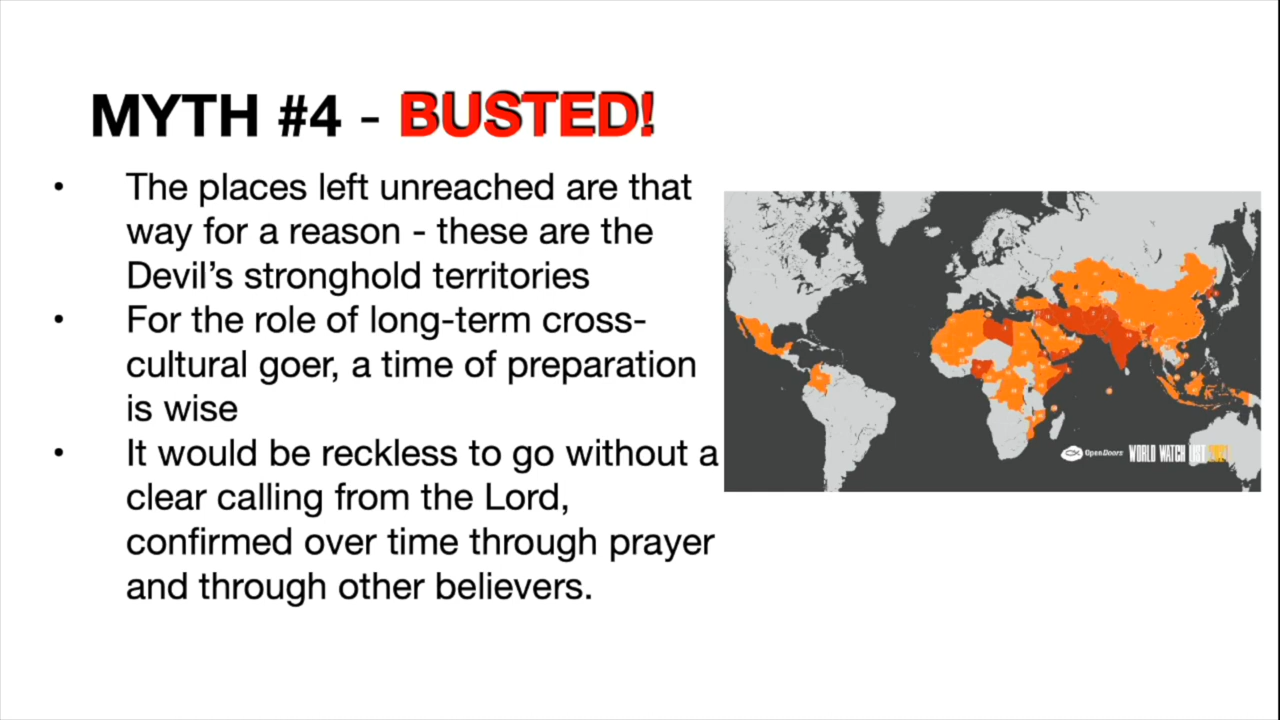 MYTH #4 - BUSTED!
• The places left unreached are that
way for a reason - these are the
Devil's stronghold territories
• For the role of long-term cross-
cultural goer, a time of preparation
is wise
• It would be reckless to go without a
clear calling from the Lord,
confirmed over time through prayer
and through other believers.
OpenDoors WORLD WATCH LIST